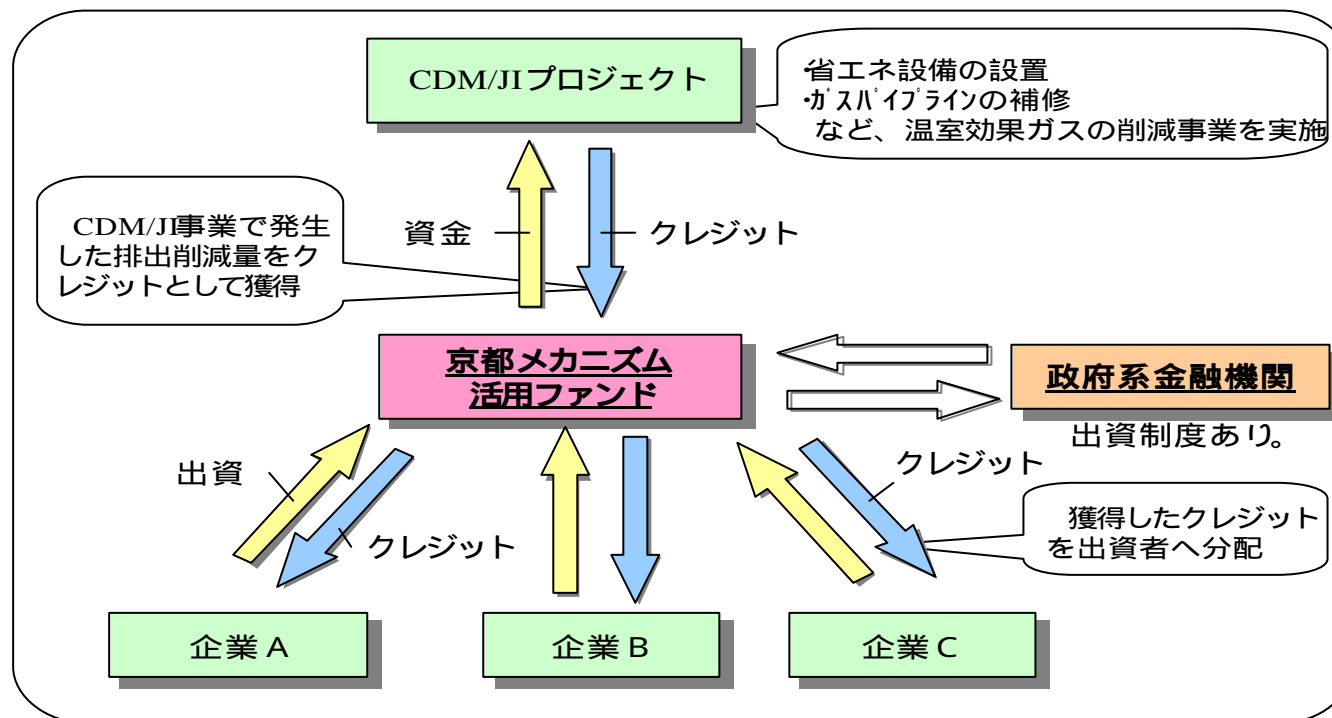 CDM/JIプロジェクト
・省エネ設備の設置
・ガスパイプラインの補修
など、温室効果ガスの削減事業を実施
CDM/JI事業で発生
した排出削減量をク
レジットとして獲得
資金
クレジット
京都メカニズム
活用ファンド
政府系金融機関
出資制度あり。
出資
クレジット
クレジット
獲得したクレジット
を出資者へ分配
企業A
企業B
企業C